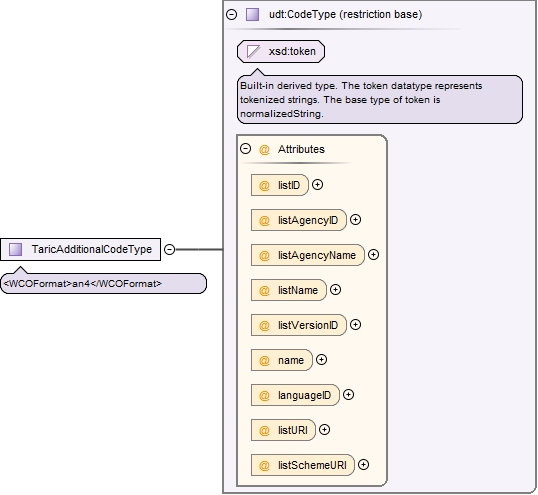 udt:CodeType (restriction base)
xsd:token
Built-in derived type. The token datatype represents
tokenized strings. The base type of token is
normalizedString.
@ Attributes
@ listID
@ listAgencyID
@ listAgencyName
@ listName
@ listVersionID
@ name
@ languageID
@ listURI
@ listSchemeURI
TaricAdditionalCodeType
<WCOFormat>an4</WCOFormat>